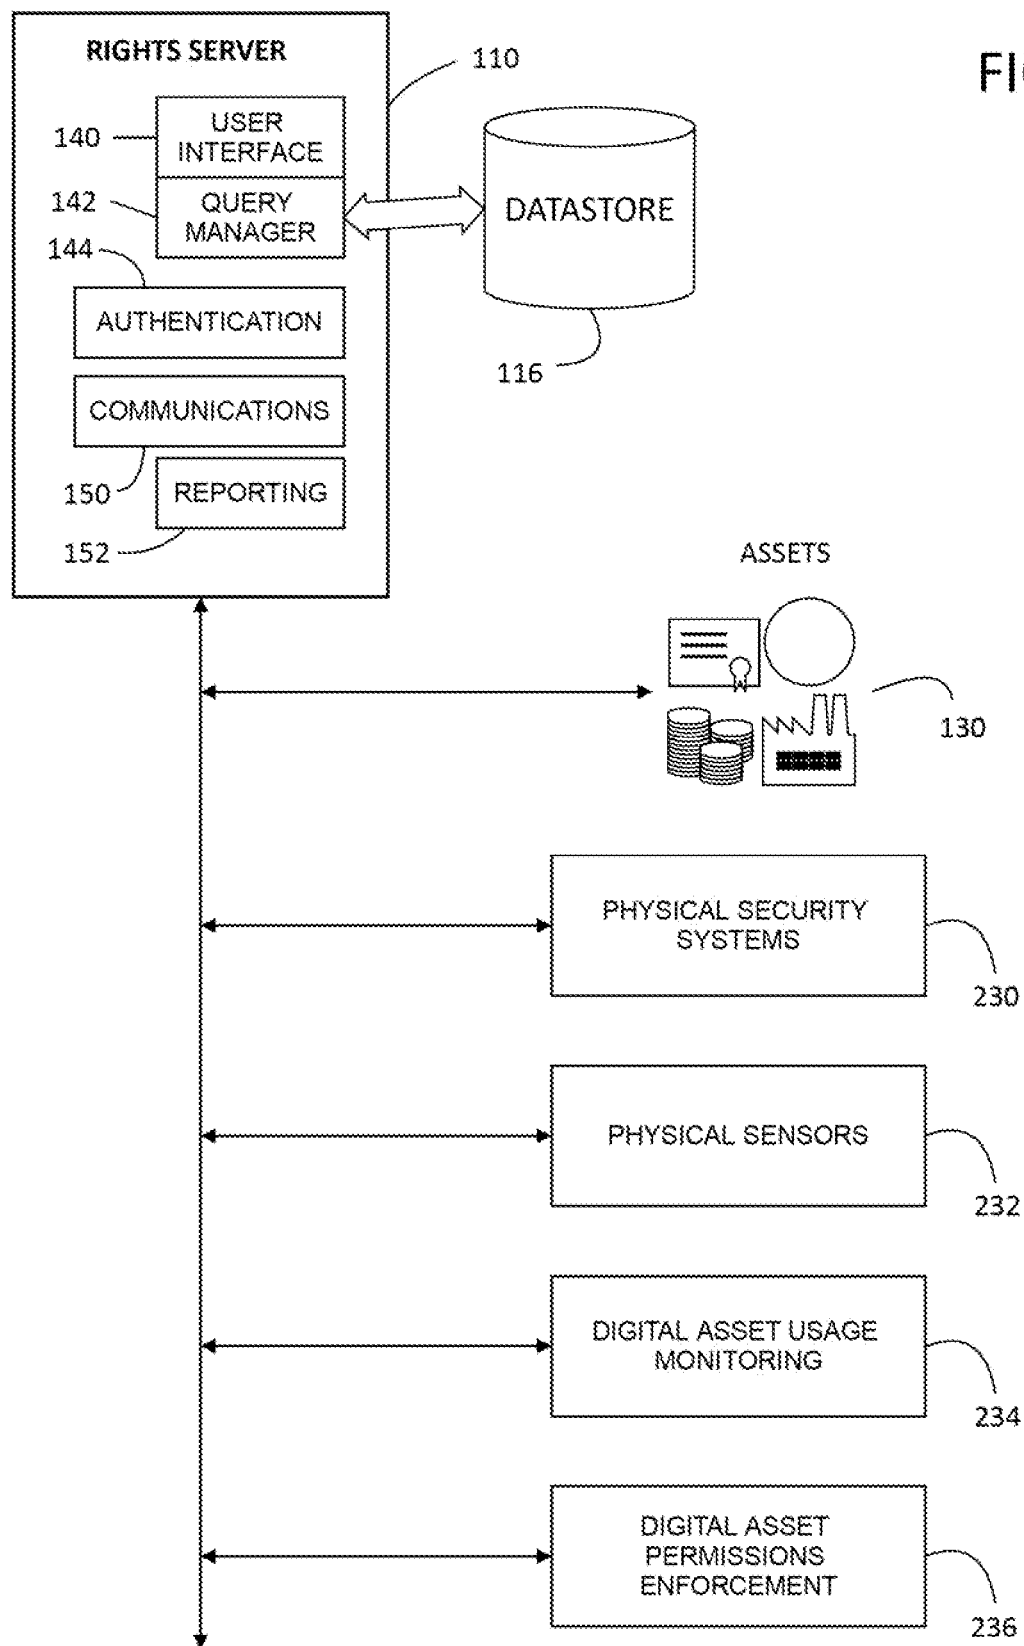 RIGHTS SERVER
110
FI
140
USER
INTERFACE
142
QUERY
MANAGER
DATASTORE
144
AUTHENTICATION
116
COMMUNICATIONS
150
REPORTING
152
ASSETS
130
PHYSICAL SECURITY
SYSTEMS
230
PHYSICAL SENSORS
232
DIGITAL ASSET USAGE
MONITORING
234
DIGITAL ASSET
PERMISSIONS
ENFORCEMENT
236